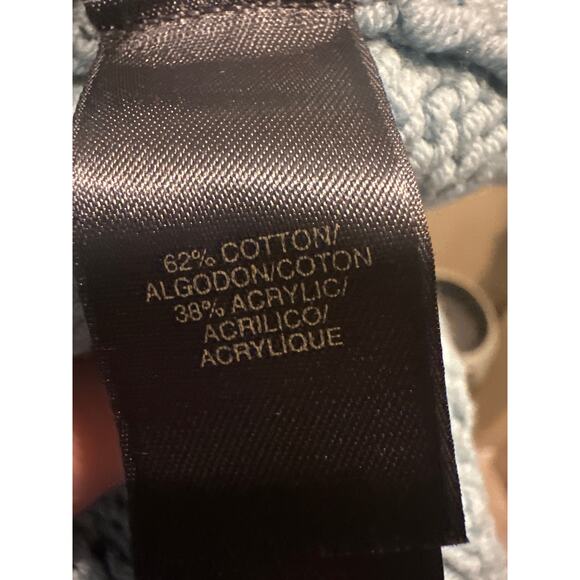 62% COTTON/
ALGODON/COTON
38% ACRYLIC/
ACRILICO/
ACRYLIQUE